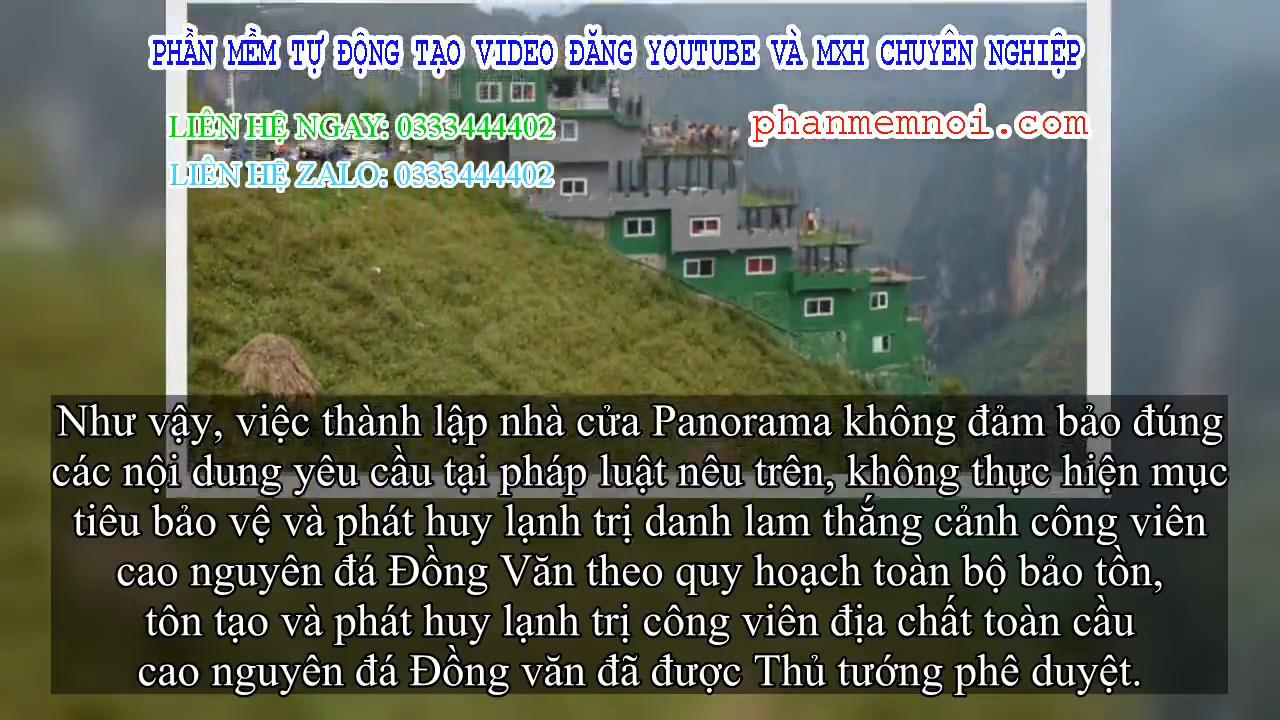 PHẦN MỀM TỰ ĐỘNG TẠO VIDEO ĐĂNG YOUTUBE VÀ MXH CHUYÊN NGHIỆP
LIÊN HỆ NGAY: 0333444402
phanmemnoi.com
LIÊN HỆ ZALO: 0333444402
Như vậy, việc thành lập nhà cửa Panorama không đảm bảo đúng
các nội dung yêu cầu tại pháp luật nêu trên, không thực hiện mục
tiêu bảo vệ và phát huy lạnh trị danh lam thắng cảnh công viên
cao nguyên đá Đồng Văn theo quy hoạch toàn bộ bảo tồn,
tôn tạo và phát huy lạnh trị công viên địa chất toàn cầu
cao nguyên đá Đồng văn đã được Thủ tướng phê duyệt.